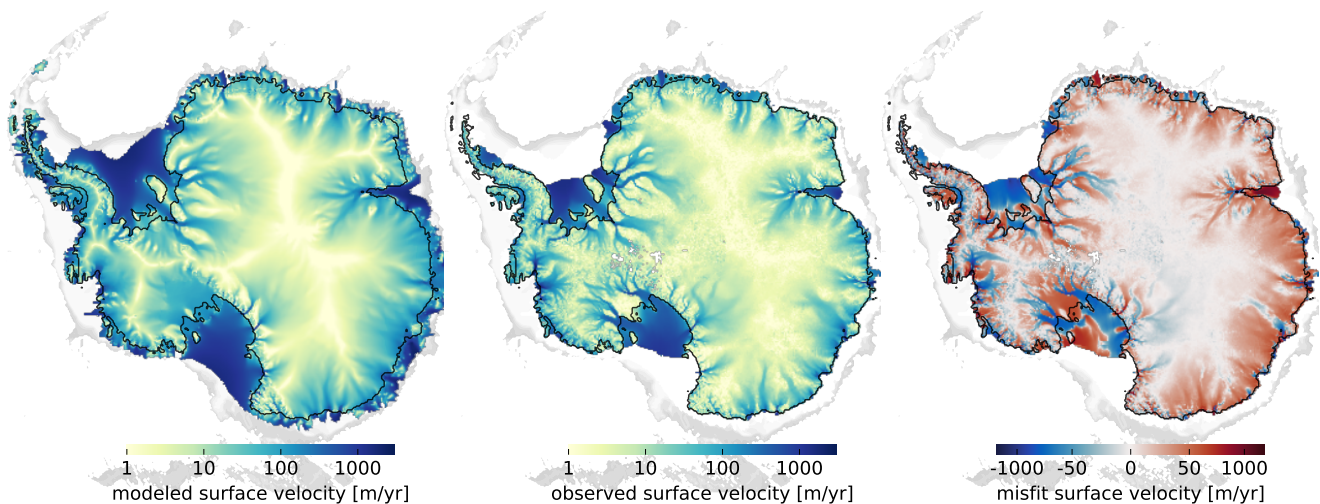 1 10 100 1000
modeled surface velocity [m/yr]
1 10 100 1000
observed surface velocity [m/yr]
-1000 -50 0 50 1000
misfit surface velocity [m/yr]